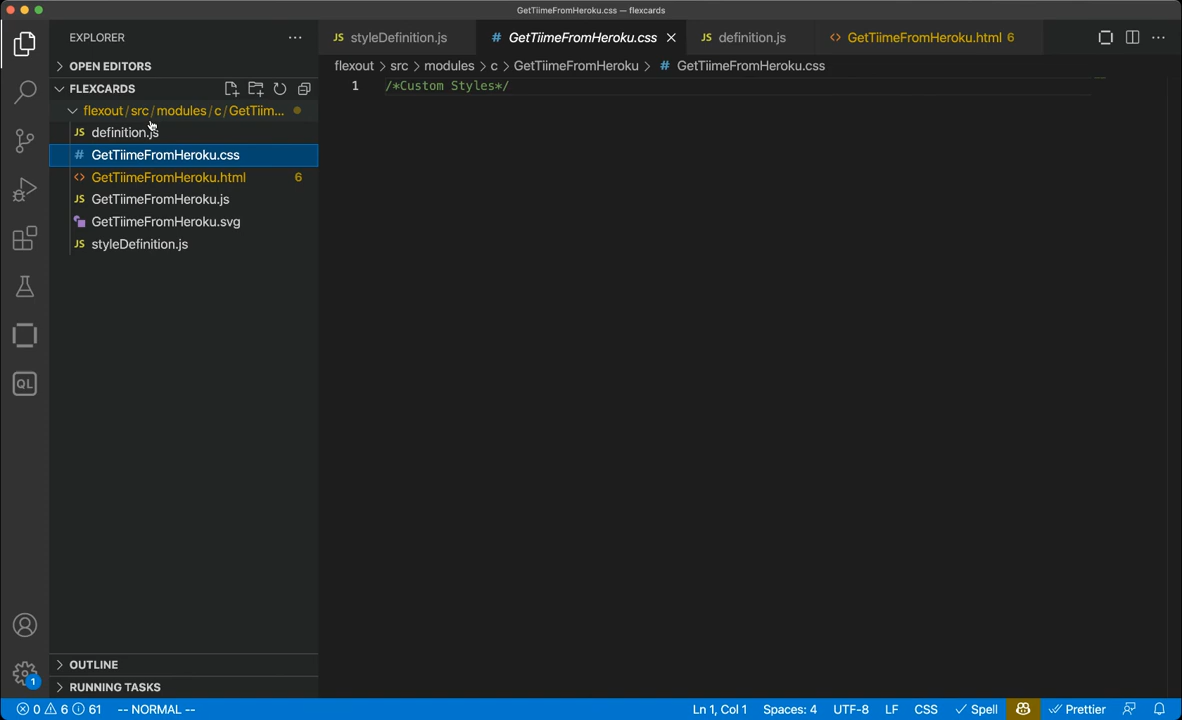 GetTiimeFromHeroku.css — flexcards
EXPLORER
JS styleDefinition.js
# GetTiimeFromHeroku.css
JS definition.js
<> GetTiimeFromHeroku.html 6
flexout > src > modules > c > GetTiimeFromHeroku > # GetTiimeFromHeroku.css
OPEN EDITORS
FLEXCARDS
flexout / src / modules / c / GetTiim...
JS definition.js
# GetTiimeFromHeroku.css
<> GetTiimeFromHeroku.html 6
JS GetTiimeFromHeroku.js
GetTiimeFromHeroku.svg
JS styleDefinition.js
1 /*Custom Styles*/
QL
OUTLINE
1
RUNNING TASKS
0 6 61 -- NORMAL -- Ln 1, Col 1 Spaces: 4 UTF-8 LF CSS Spell Prettier